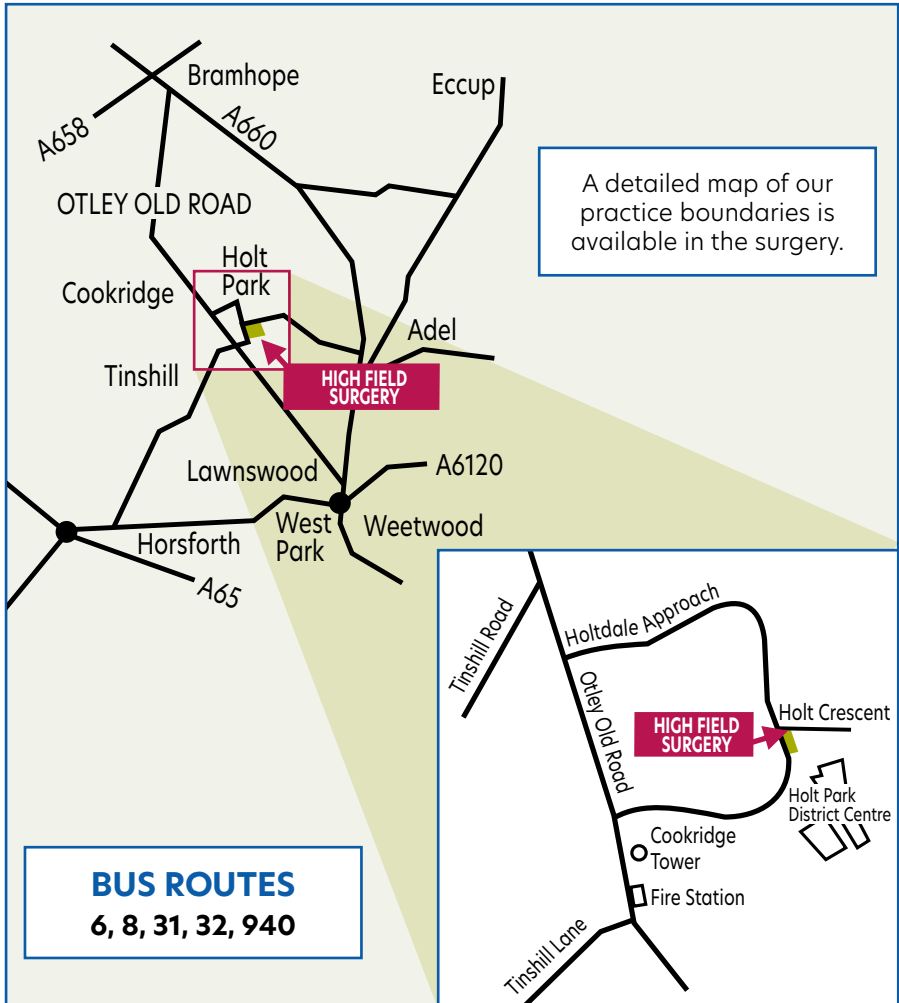 Bramhope
Eccup
A658
A660
A detailed map of our
practice boundaries is
available in the surgery.
OTLEY OLD ROAD
Holt
Park
Cookridge
Adel
Tinshill
HIGH FIELD
SURGERY
Lawnswood
A6120
West
Park
Weetwood
Horsforth
A65
Tinshill Road
Holtdale Approach
Otley Old Road
HIGH FIELD
SURGERY
Holt Crescent
Holt Park
District Centre
Cookridge
Tower
Fire Station
Tinshill Lane
BUS ROUTES
6, 8, 31, 32, 940